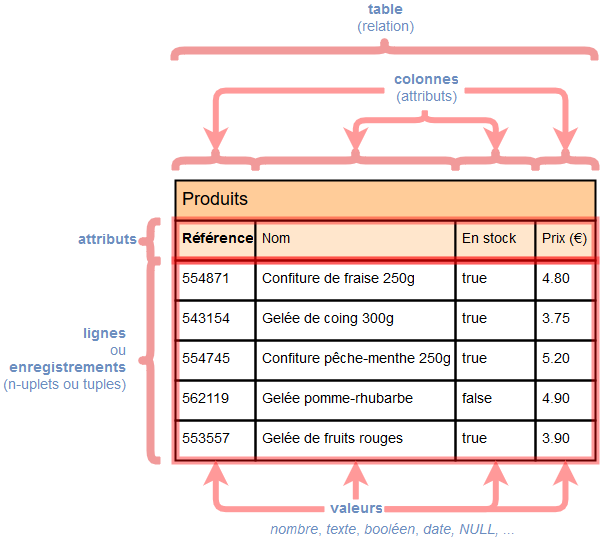 table
(relation)
colonnes
(attributs)
Produits
attributs
Référence Nom En stock Prix (€)
554871 Confiture de fraise 250g true 4.80
543154 Gelée de coing 300g true 3.75
lignes
ou
enregistrements
(n-uplets ou tuples)
554745 Confiture pêche-menthe 250g true 5.20
562119 Gelée pomme-rhubarbe false 4.90
553557 Gelée de fruits rouges true 3.90
valeurs
nombre, texte, booléen, date, NULL, ...